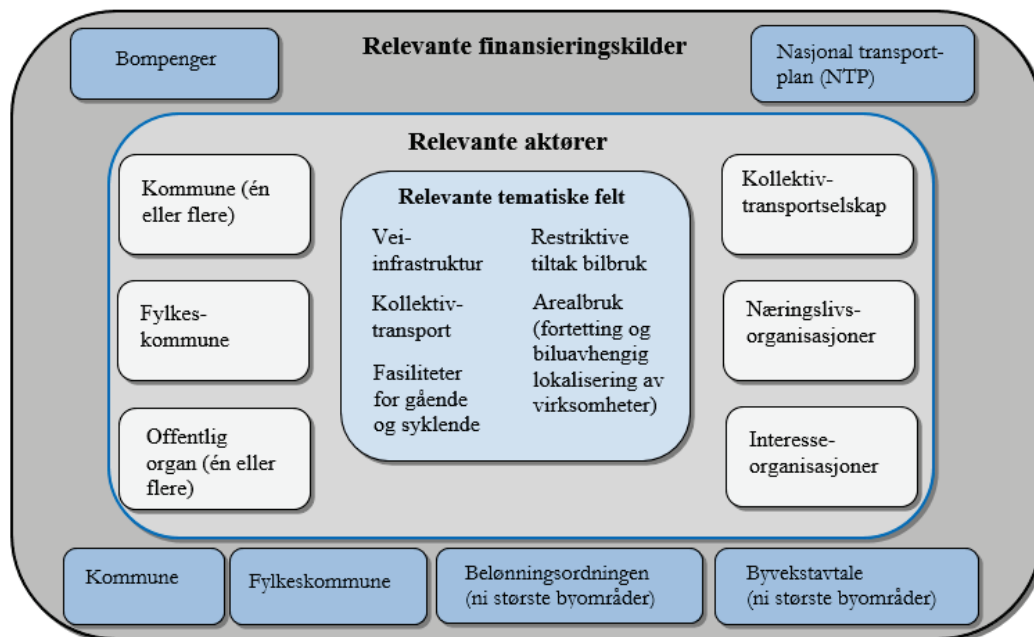 Relevante finansieringskilder
Bompenger
Nasjonal transport-
plan (NTP)
Relevante aktører
Kommune (én
eller flere)
Fylkes-
kommune
Offentlig
organ (én eller
flere)
Relevante tematiske felt
Vei-
infrastruktur
Kollektiv-
transport
Fasiliteter
for gående
og syklende
Restriktive
tiltak bilbruk
Arealbruk
(fortetting og
biluavhengig
lokalisering av
virksomheter)
Kollektiv-
transportselskap
Næringslivs-
organisasjoner
Interesse-
organisasjoner
Kommune
Fylkeskommune
Belønningsordningen
(ni største byområder)
Byvekstavtale
(ni største byområder)